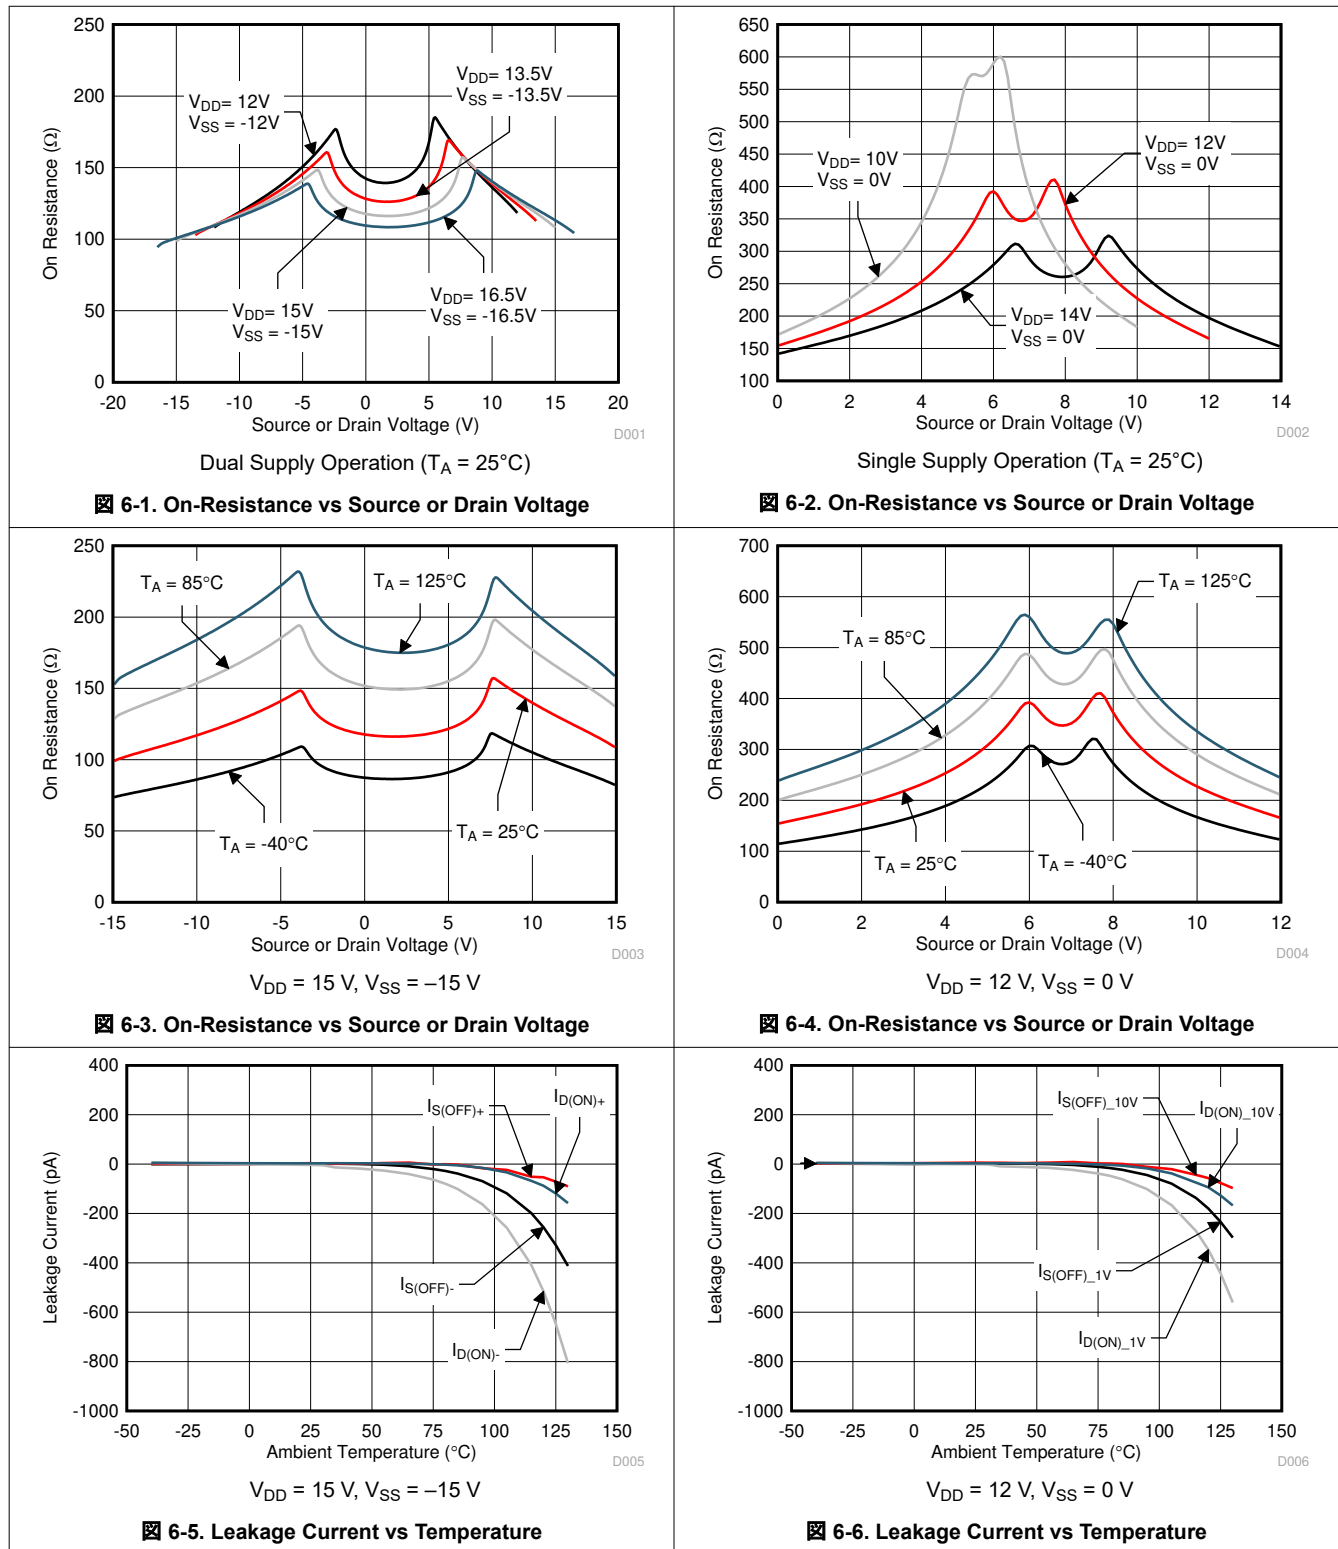 250
200
150
100
50
0
-20 -15 -10 -5 0 5 10 15 20
On Resistance (Ω)
Source or Drain Voltage (V)
D001
VDD= 12V
VSS = -12V
VDD= 13.5V
VSS = -13.5V
VDD= 15V
VSS = -15V
VDD= 16.5V
VSS = -16.5V
Dual Supply Operation (TA = 25°C)
図 6-1. On-Resistance vs Source or Drain Voltage
650
600
550
500
450
400
350
300
250
200
150
100
0 2 4 6 8 10 12 14
On Resistance (Ω)
Source or Drain Voltage (V)
D002
VDD= 10V
VSS = 0V
VDD= 12V
VSS = 0V
VDD= 14V
VSS = 0V
Single Supply Operation (TA = 25°C)
図 6-2. On-Resistance vs Source or Drain Voltage
250
200
150
100
50
0
-15 -10 -5 0 5 10 15
On Resistance (Ω)
Source or Drain Voltage (V)
D003
TA = 85°C
TA = 125°C
TA = -40°C
TA = 25°C
VDD = 15 V, VSS = –15 V
図 6-3. On-Resistance vs Source or Drain Voltage
700
600
500
400
300
200
100
0
0 2 4 6 8 10 12
On Resistance (Ω)
Source or Drain Voltage (V)
D004
TA = 125°C
TA = 85°C
TA = 25°C
TA = -40°C
VDD = 12 V, VSS = 0 V
図 6-4. On-Resistance vs Source or Drain Voltage
400
200
0
-200
-400
-600
-800
-1000
-50 -25 0 25 50 75 100 125 150
Leakage Current (pA)
Ambient Temperature (°C)
D005
IS(OFF)+
ID(ON)+
IS(OFF)-
ID(ON)-
VDD = 15 V, VSS = –15 V
図 6-5. Leakage Current vs Temperature
400
200
0
-200
-400
-600
-800
-1000
-50 -25 0 25 50 75 100 125 150
Leakage Current (pA)
Ambient Temperature (°C)
D006
IS(OFF)_10V
ID(ON)_10V
IS(OFF)_1V
ID(ON)_1V
VDD = 12 V, VSS = 0 V
図 6-6. Leakage Current vs Temperature